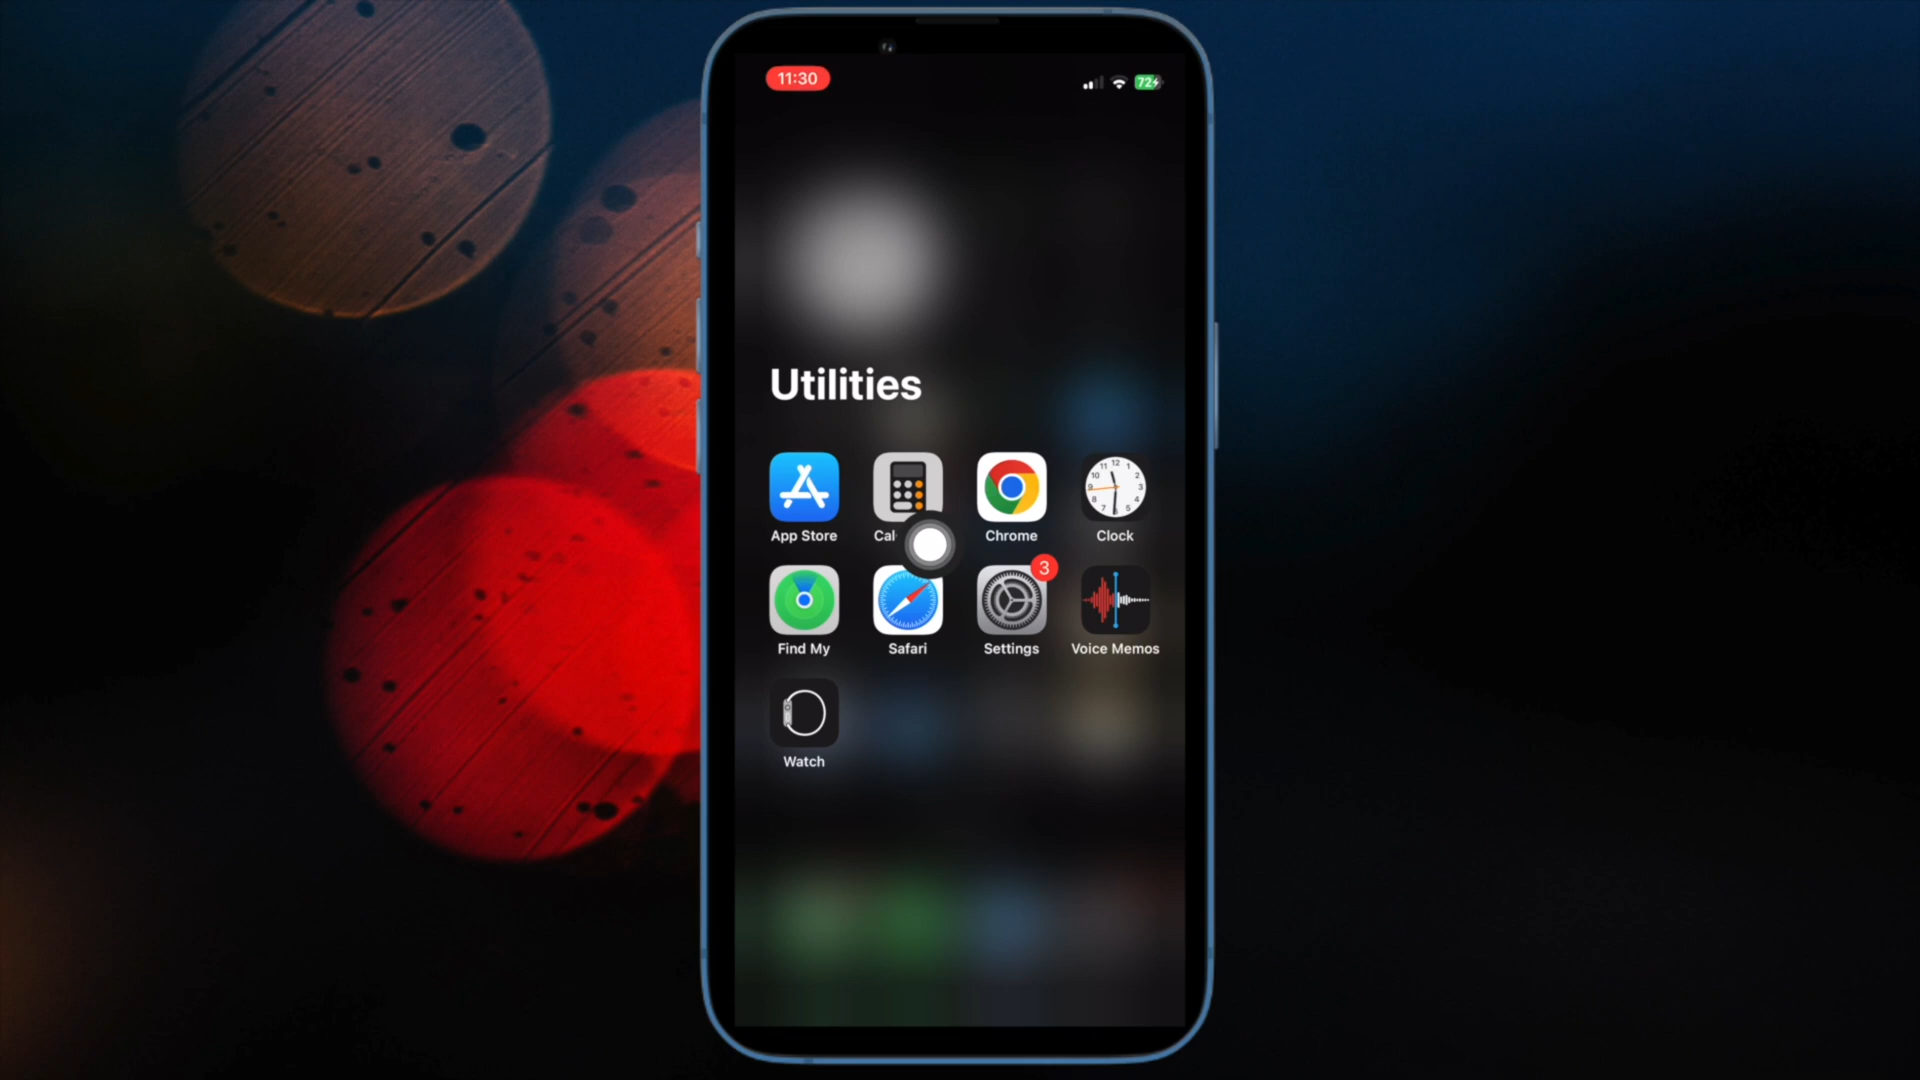 11:30
72
Utilities
App Store
Cal
Chrome
Clock
3
Find My
Safari
Settings
Voice Memos
Watch